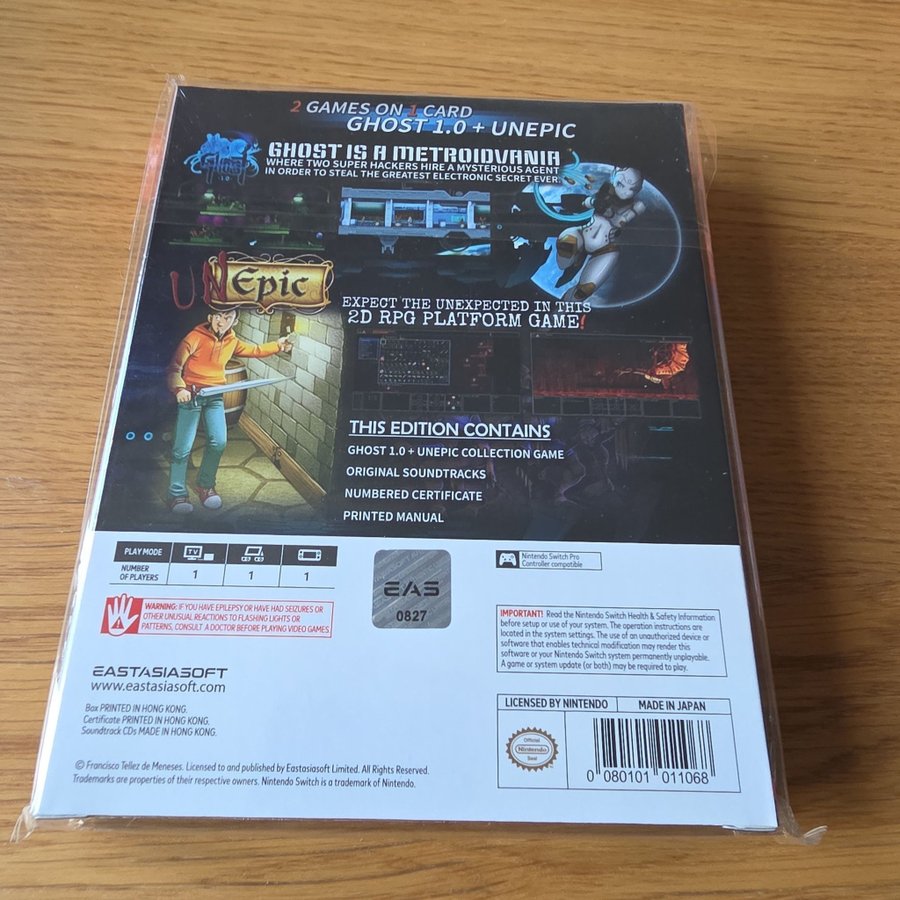 2 GAMES ON 1 CARD
GHOST 1.0 + UNEPIC
Ghost
1.0
GHOST IS A METROIDVANIA
WHERE TWO SUPER HACKERS HIRE A MYSTERIOUS AGENT
IN ORDER TO STEAL THE GREATEST ELECTRONIC SECRET EVER.
UNEpic
EXPECT THE UNEXPECTED IN THIS
2D RPG PLATFORM GAME!
THIS EDITION CONTAINS
GHOST 1.0 + UNEPIC COLLECTION GAME
ORIGINAL SOUNDTRACKS
NUMBERED CERTIFICATE
PRINTED MANUAL
PLAY MODE
TV
NUMBER
OF PLAYERS
1 1 1
EAS
0827
Nintendo Switch Pro
Controller compatible
WARNING: IF YOU HAVE EPILEPSY OR HAVE HAD SEIZURES OR
OTHER UNUSUAL REACTIONS TO FLASHING LIGHTS OR
PATTERNS, CONSULT A DOCTOR BEFORE PLAYING VIDEO GAMES.
IMPORTANT! Read the Nintendo Switch Health & Safety Information
before setup or use of your system. The operation instructions are
located in the system settings. The use of an unauthorized device or
software that enables technical modification may render this
software or your Nintendo Switch system permanently unplayable.
A game or system update (or both) may be required to play.
EASTASIASOFT
www.eastasiasoft.com
Box PRINTED IN HONG KONG.
Certificate PRINTED IN HONG KONG.
Soundtrack CDs MADE IN HONG KONG.
LICENSED BY NINTENDO
MADE IN JAPAN
Official
Nintendo
Seal
0 080101 011068
© Francisco Tellez de Meneses. Licensed to and published by Eastasiasoft Limited. All Rights Reserved.
Trademarks are properties of their respective owners. Nintendo Switch is a trademark of Nintendo.